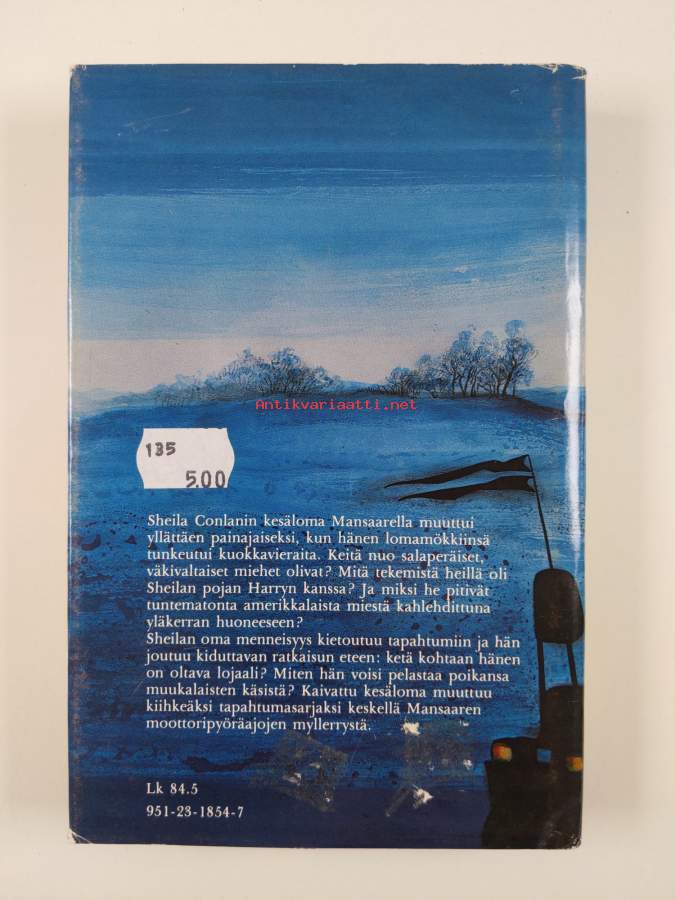 Antikvariaatti.net
135
5,00
Sheila Conlanin kesäloma Mansaarella muuttui
yllättäen painajaiseksi, kun hänen lomamökkiinsä
tunkeutui kuokkavieraita. Keitä nuo salaperäiset,
väkivaltaiset miehet olivat? Mitä tekemistä heillä oli
Sheilan pojan Harryn kanssa? Ja miksi he pitivät
tuntematonta amerikkalaista miestä kahlehdittuna
yläkerran huoneeseen?
Sheilan oma menneisyys kietoutuu tapahtumiin ja hän
joutuu kiduttavan ratkaisun eteen: ketä kohtaan hänen
on oltava lojaali? Miten hän voisi pelastaa poikansa
muukalaisten käsistä? Kaivattu kesäloma muuttuu
kiihkeäksi tapahtumasarjaksi keskellä Mansaaren
moottoripyöräajojen myllerrystä.
Lk 84.5
951-23-1854-7